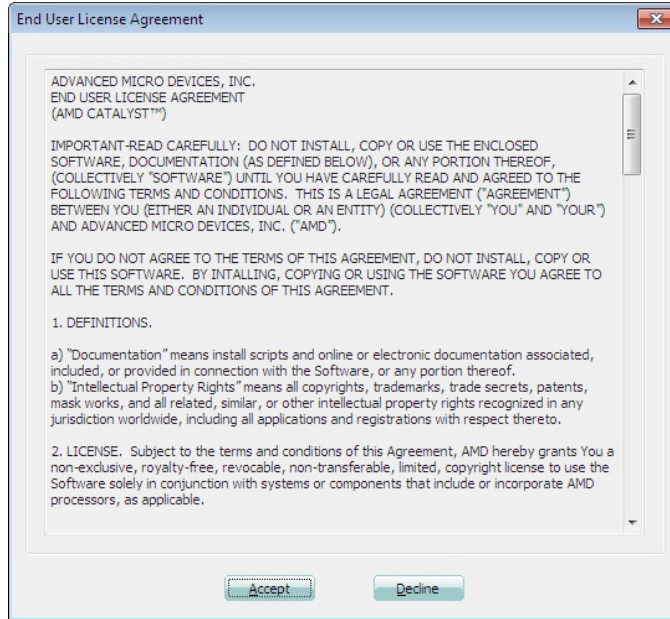 End User License Agreement
ADVANCED MICRO DEVICES, INC.
END USER LICENSE AGREEMENT
(AMD CATALYST™)
IMPORTANT-READ CAREFULLY: DO NOT INSTALL, COPY OR USE THE ENCLOSED
SOFTWARE, DOCUMENTATION (AS DEFINED BELOW), OR ANY PORTION THEREOF,
(COLLECTIVELY "SOFTWARE") UNTIL YOU HAVE CAREFULLY READ AND AGREED TO THE
FOLLOWING TERMS AND CONDITIONS. THIS IS A LEGAL AGREEMENT ("AGREEMENT")
BETWEEN YOU (EITHER AN INDIVIDUAL OR AN ENTITY) (COLLECTIVELY "YOU" AND "YOUR")
AND ADVANCED MICRO DEVICES, INC. ("AMD").
IF YOU DO NOT AGREE TO THE TERMS OF THIS AGREEMENT, DO NOT INSTALL, COPY OR
USE THIS SOFTWARE. BY INTALLING, COPYING OR USING THE SOFTWARE YOU AGREE TO
ALL THE TERMS AND CONDITIONS OF THIS AGREEMENT.
1. DEFINITIONS.
a) "Documentation" means install scripts and online or electronic documentation associated,
included, or provided in connection with the Software, or any portion thereof.
b) "Intellectual Property Rights" means all copyrights, trademarks, trade secrets, patents,
mask works, and all related, similar, or other intellectual property rights recognized in any
jurisdiction worldwide, including all applications and registrations with respect thereto.
2. LICENSE. Subject to the terms and conditions of this Agreement, AMD hereby grants You a
non-exclusive, royalty-free, revocable, non-transferable, limited, copyright license to use the
Software solely in conjunction with systems or components that include or incorporate AMD
processors, as applicable.
Accept
Decline